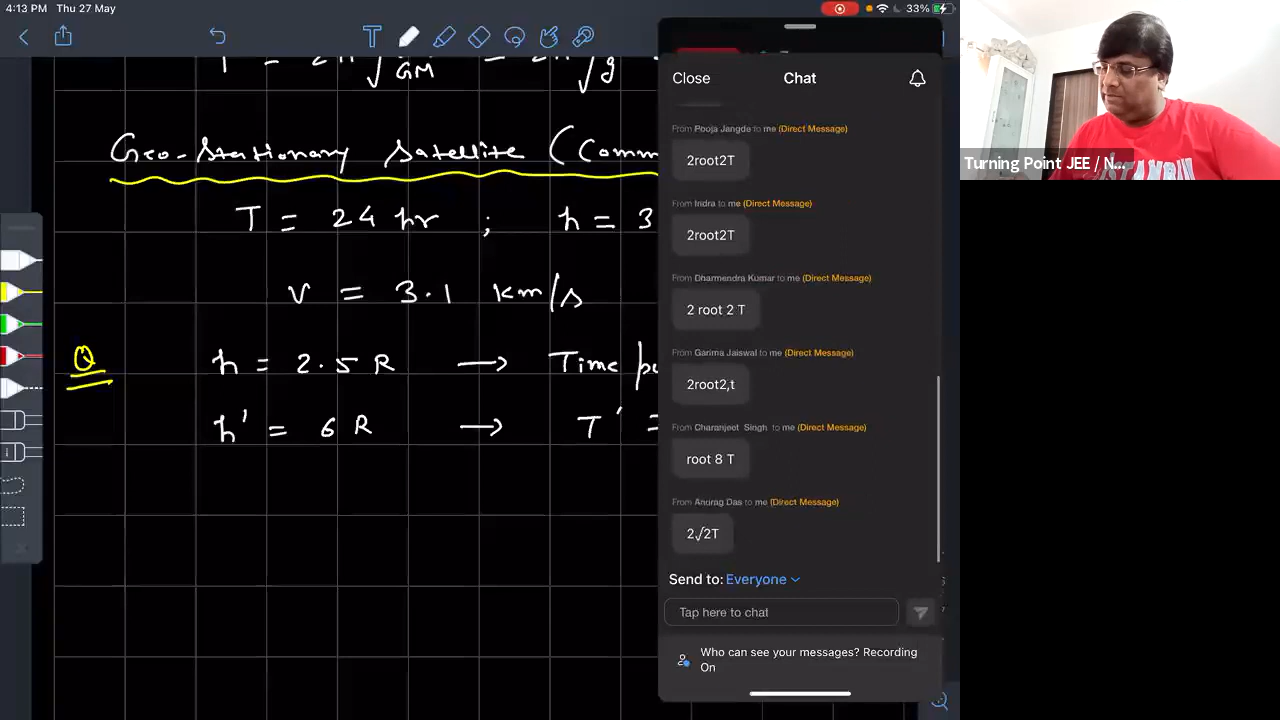 4:13 PM Thu 27 May
33%
GM
g
Geo-Stationary Satellite (Comm
T = 24 hr ; h = 3
v = 3.1 km/s
Q h = 2.5 R → Time pe
h' = 6 R → T' =
Close Chat
From Pooja Jangde to me (Direct Message)
2root2T
From Indra to me (Direct Message)
2root2T
From Dharmendra Kumar to me (Direct Message)
2 root 2 T
From Garima Jaiswal to me (Direct Message)
2root2,t
From Charanjeet Singh to me (Direct Message)
root 8 T
From Anurag Das to me (Direct Message)
2√2T
Send to: Everyone
Tap here to chat
Who can see your messages? Recording
On
Turning Point JEE / N...